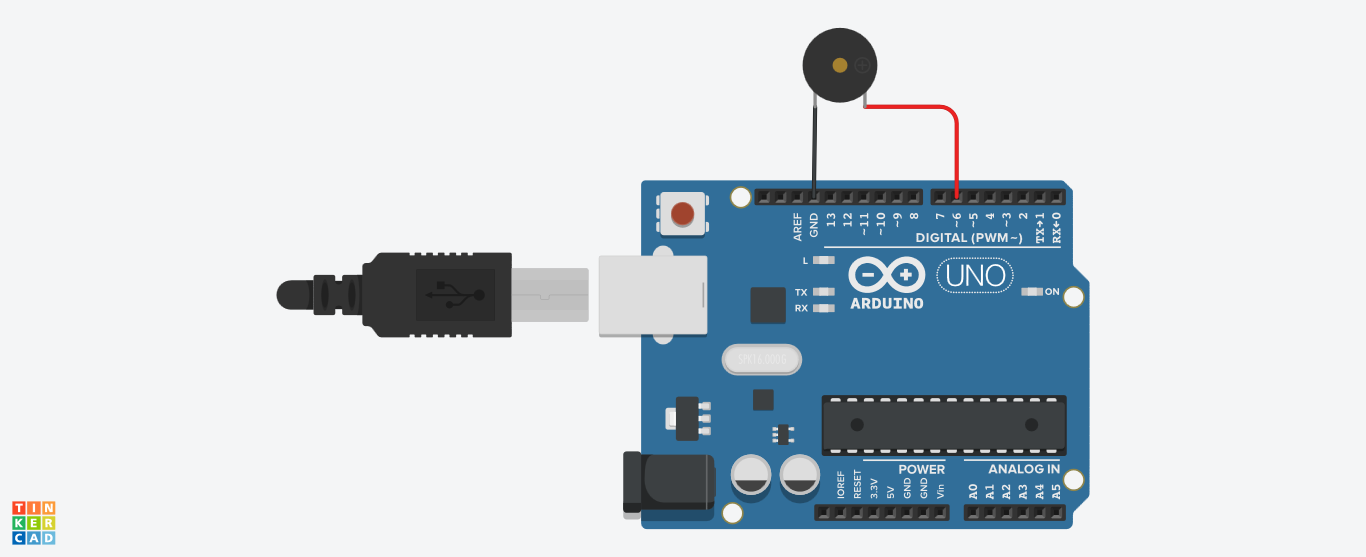 AREF
GND
13
12
~11
~10
~9
8
7
~6
~5
4
~3
2
TX→1
RX←0
DIGITAL (PWM~)
L
TX
RX
ARDUINO
UNO
ON
POWER
ANALOG IN
IOREF
RESET
3.3V
5V
GND
GND
Vin
A0
A1
A2
A3
A4
A5
TIN
KER
CAD